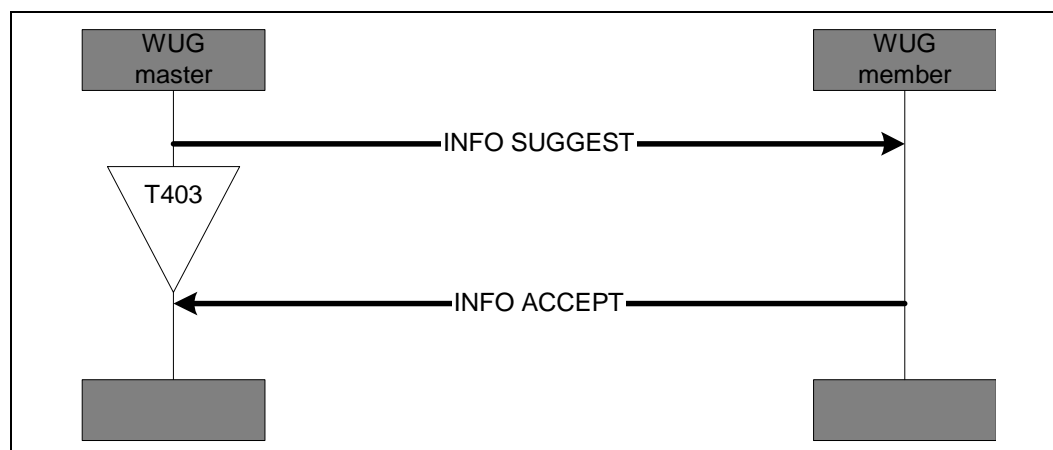 WUG
master
WUG
member
INFO SUGGEST
T403
INFO ACCEPT